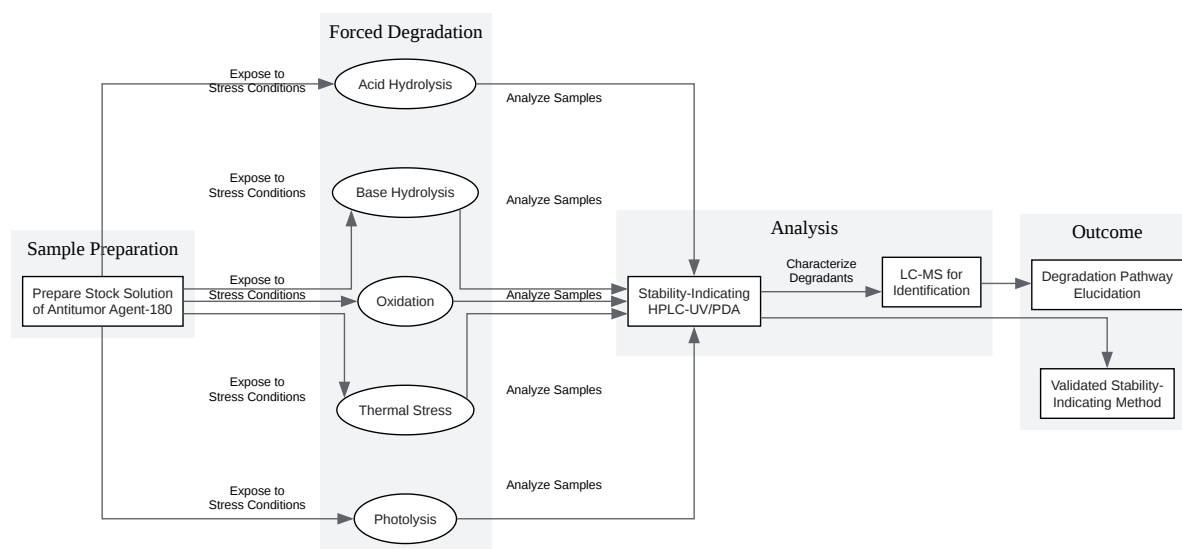 Forced Degradation
Expose to
Stress Conditions
Acid Hydrolysis
Analyze Samples
Expose to
Stress Conditions
Base Hydrolysis
Analyze Samples
Sample Preparation
Prepare Stock Solution
of Antitumor Agent-180
Expose to
Stress Conditions
Oxidation
Analyze Samples
Expose to
Stress Conditions
Thermal Stress
Analyze Samples
Expose to
Stress Conditions
Photolysis
Analyze Samples
Analysis
Stability-Indicating
HPLC-UV/PDA
Characterize
Degradants
LC-MS for
Identification
Outcome
Degradation Pathway
Elucidation
Validated Stability-
Indicating Method